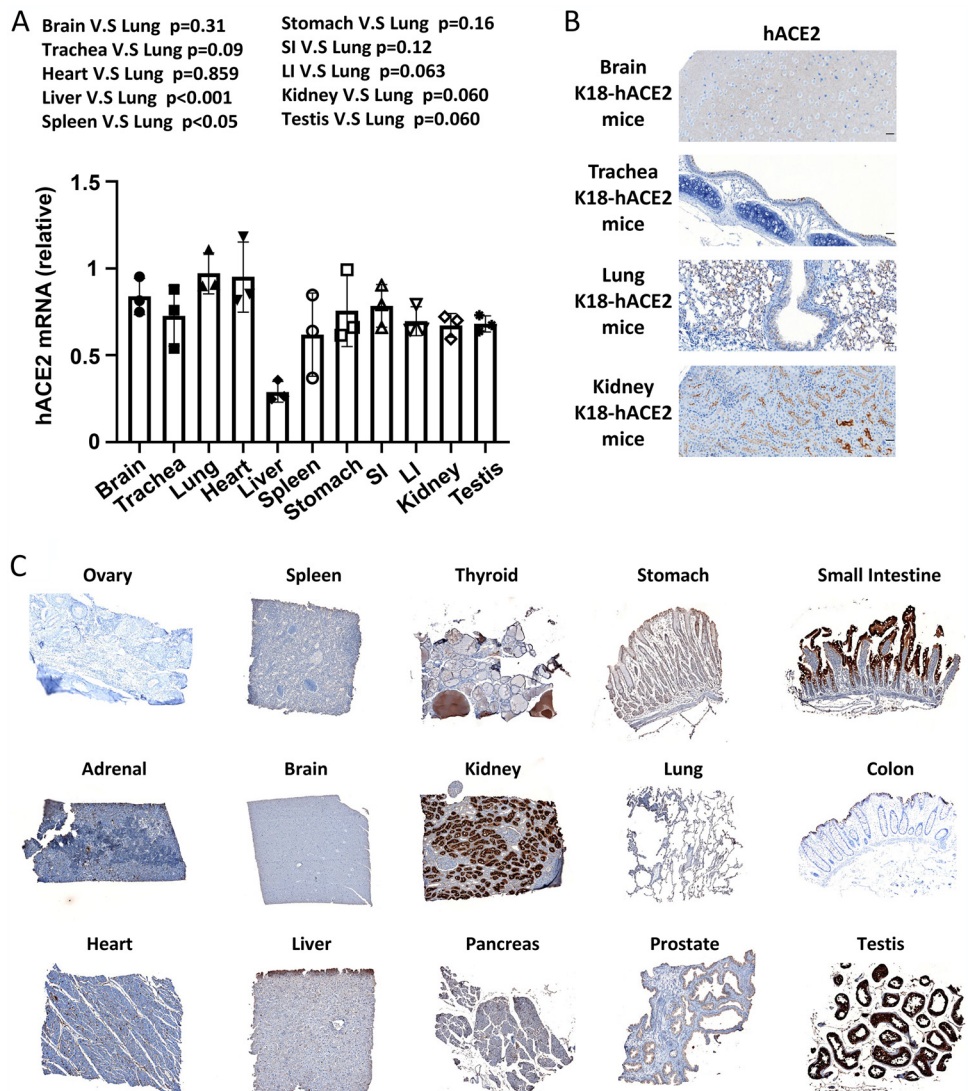 A
Brain V.S Lung p=0.31
Trachea V.S Lung p=0.09
Heart V.S Lung p=0.859
Liver V.S Lung p<0.001
Spleen V.S Lung p<0.05
Stomach V.S Lung p=0.16
SI V.S Lung p=0.12
LI V.S Lung p=0.063
Kidney V.S Lung p=0.060
Testis V.S Lung p=0.060
hACE2 mRNA (relative)
1.5
1
0.5
0
Brain
Trachea
Lung
Heart
Liver
Spleen
Stomach
SI
LI
Kidney
Testis
B
hACE2
Brain
K18-hACE2
mice
Trachea
K18-hACE2
mice
Lung
K18-hACE2
mice
Kidney
K18-hACE2
mice
C
Ovary Spleen Thyroid Stomach Small Intestine
Adrenal Brain Kidney Lung Colon
Heart Liver Pancreas Prostate Testis